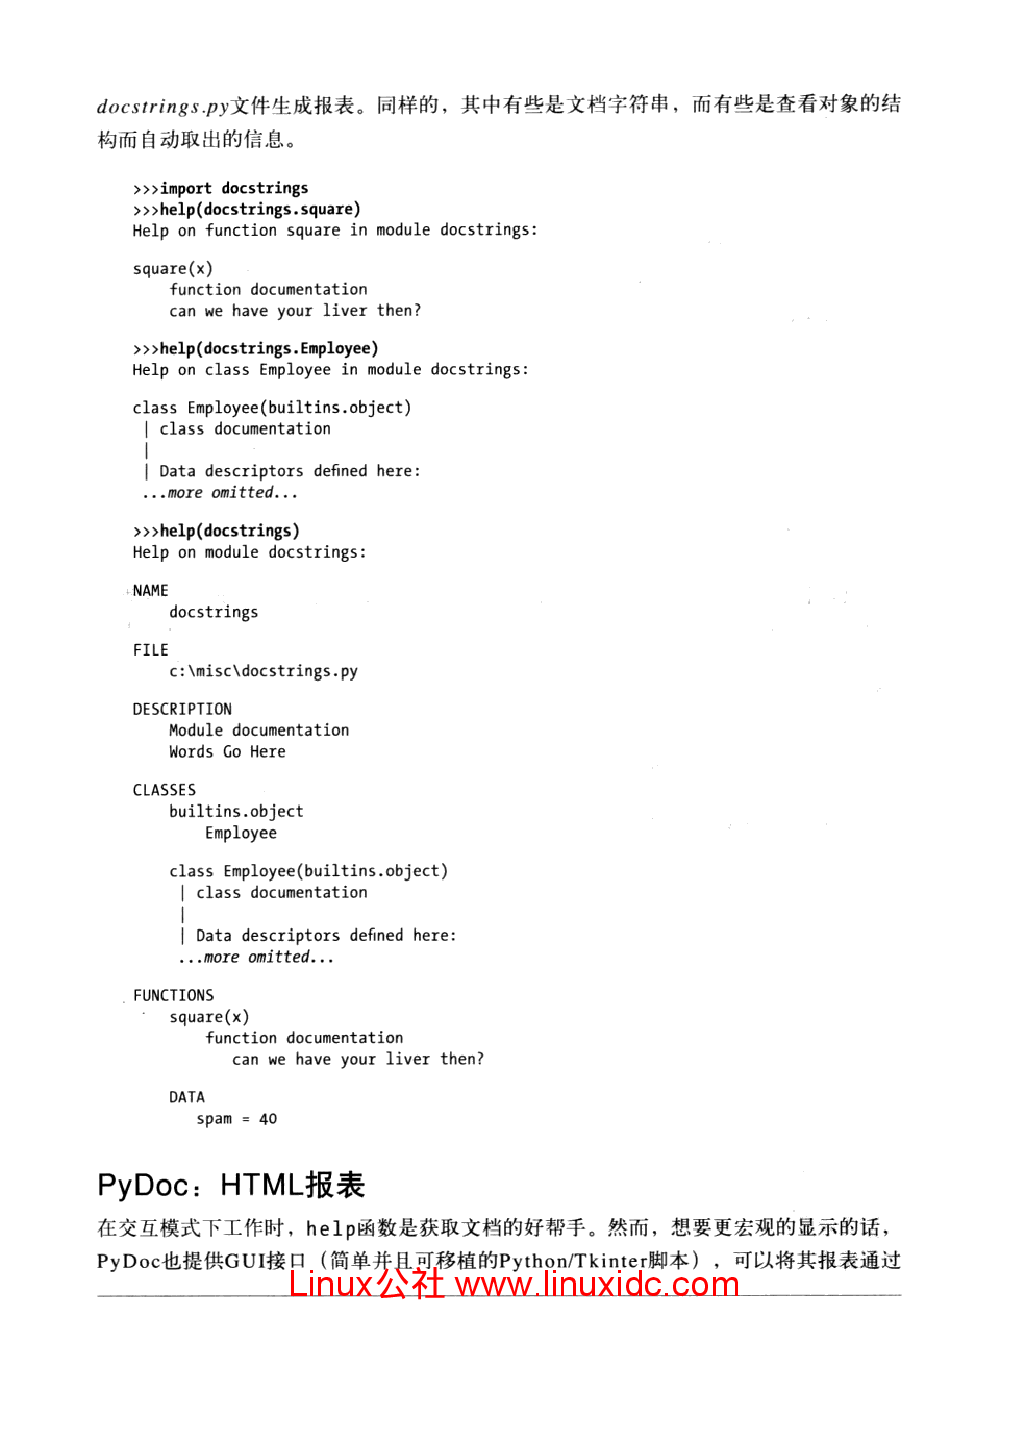 docstrings.py文件生成报表。同样的，其中有些是文档字符串，而有些是查看对象的结
构而自动取出的信息。
>>>import docstrings
>>>help(docstrings.square)
Help on function square in module docstrings:
square(x)
function documentation
can we have your liver then?
>>>help(docstrings.Employee)
Help on class Employee in module docstrings:
class Employee(builtins.object)
| class documentation
|
| Data descriptors defined here:
...more omitted...
>>>help(docstrings)
Help on module docstrings:
NAME
docstrings
FILE
c:\misc\docstrings.py
DESCRIPTION
Module documentation
Words Go Here
CLASSES
builtins.object
Employee
class Employee(builtins.object)
| class documentation
|
| Data descriptors defined here:
...more omitted...
FUNCTIONS
square(x)
function documentation
can we have your liver then?
DATA
spam = 40
PyDoc：HTML报表
在交互模式下工作时，help函数是获取文档的好帮手。然而，想要更宏观的显示的话，
PyDoc也提供GUI接口（简单并且可移植的Python/Tkinter脚本），可以将其报表通过
Linux公社 www.linuxidc.com